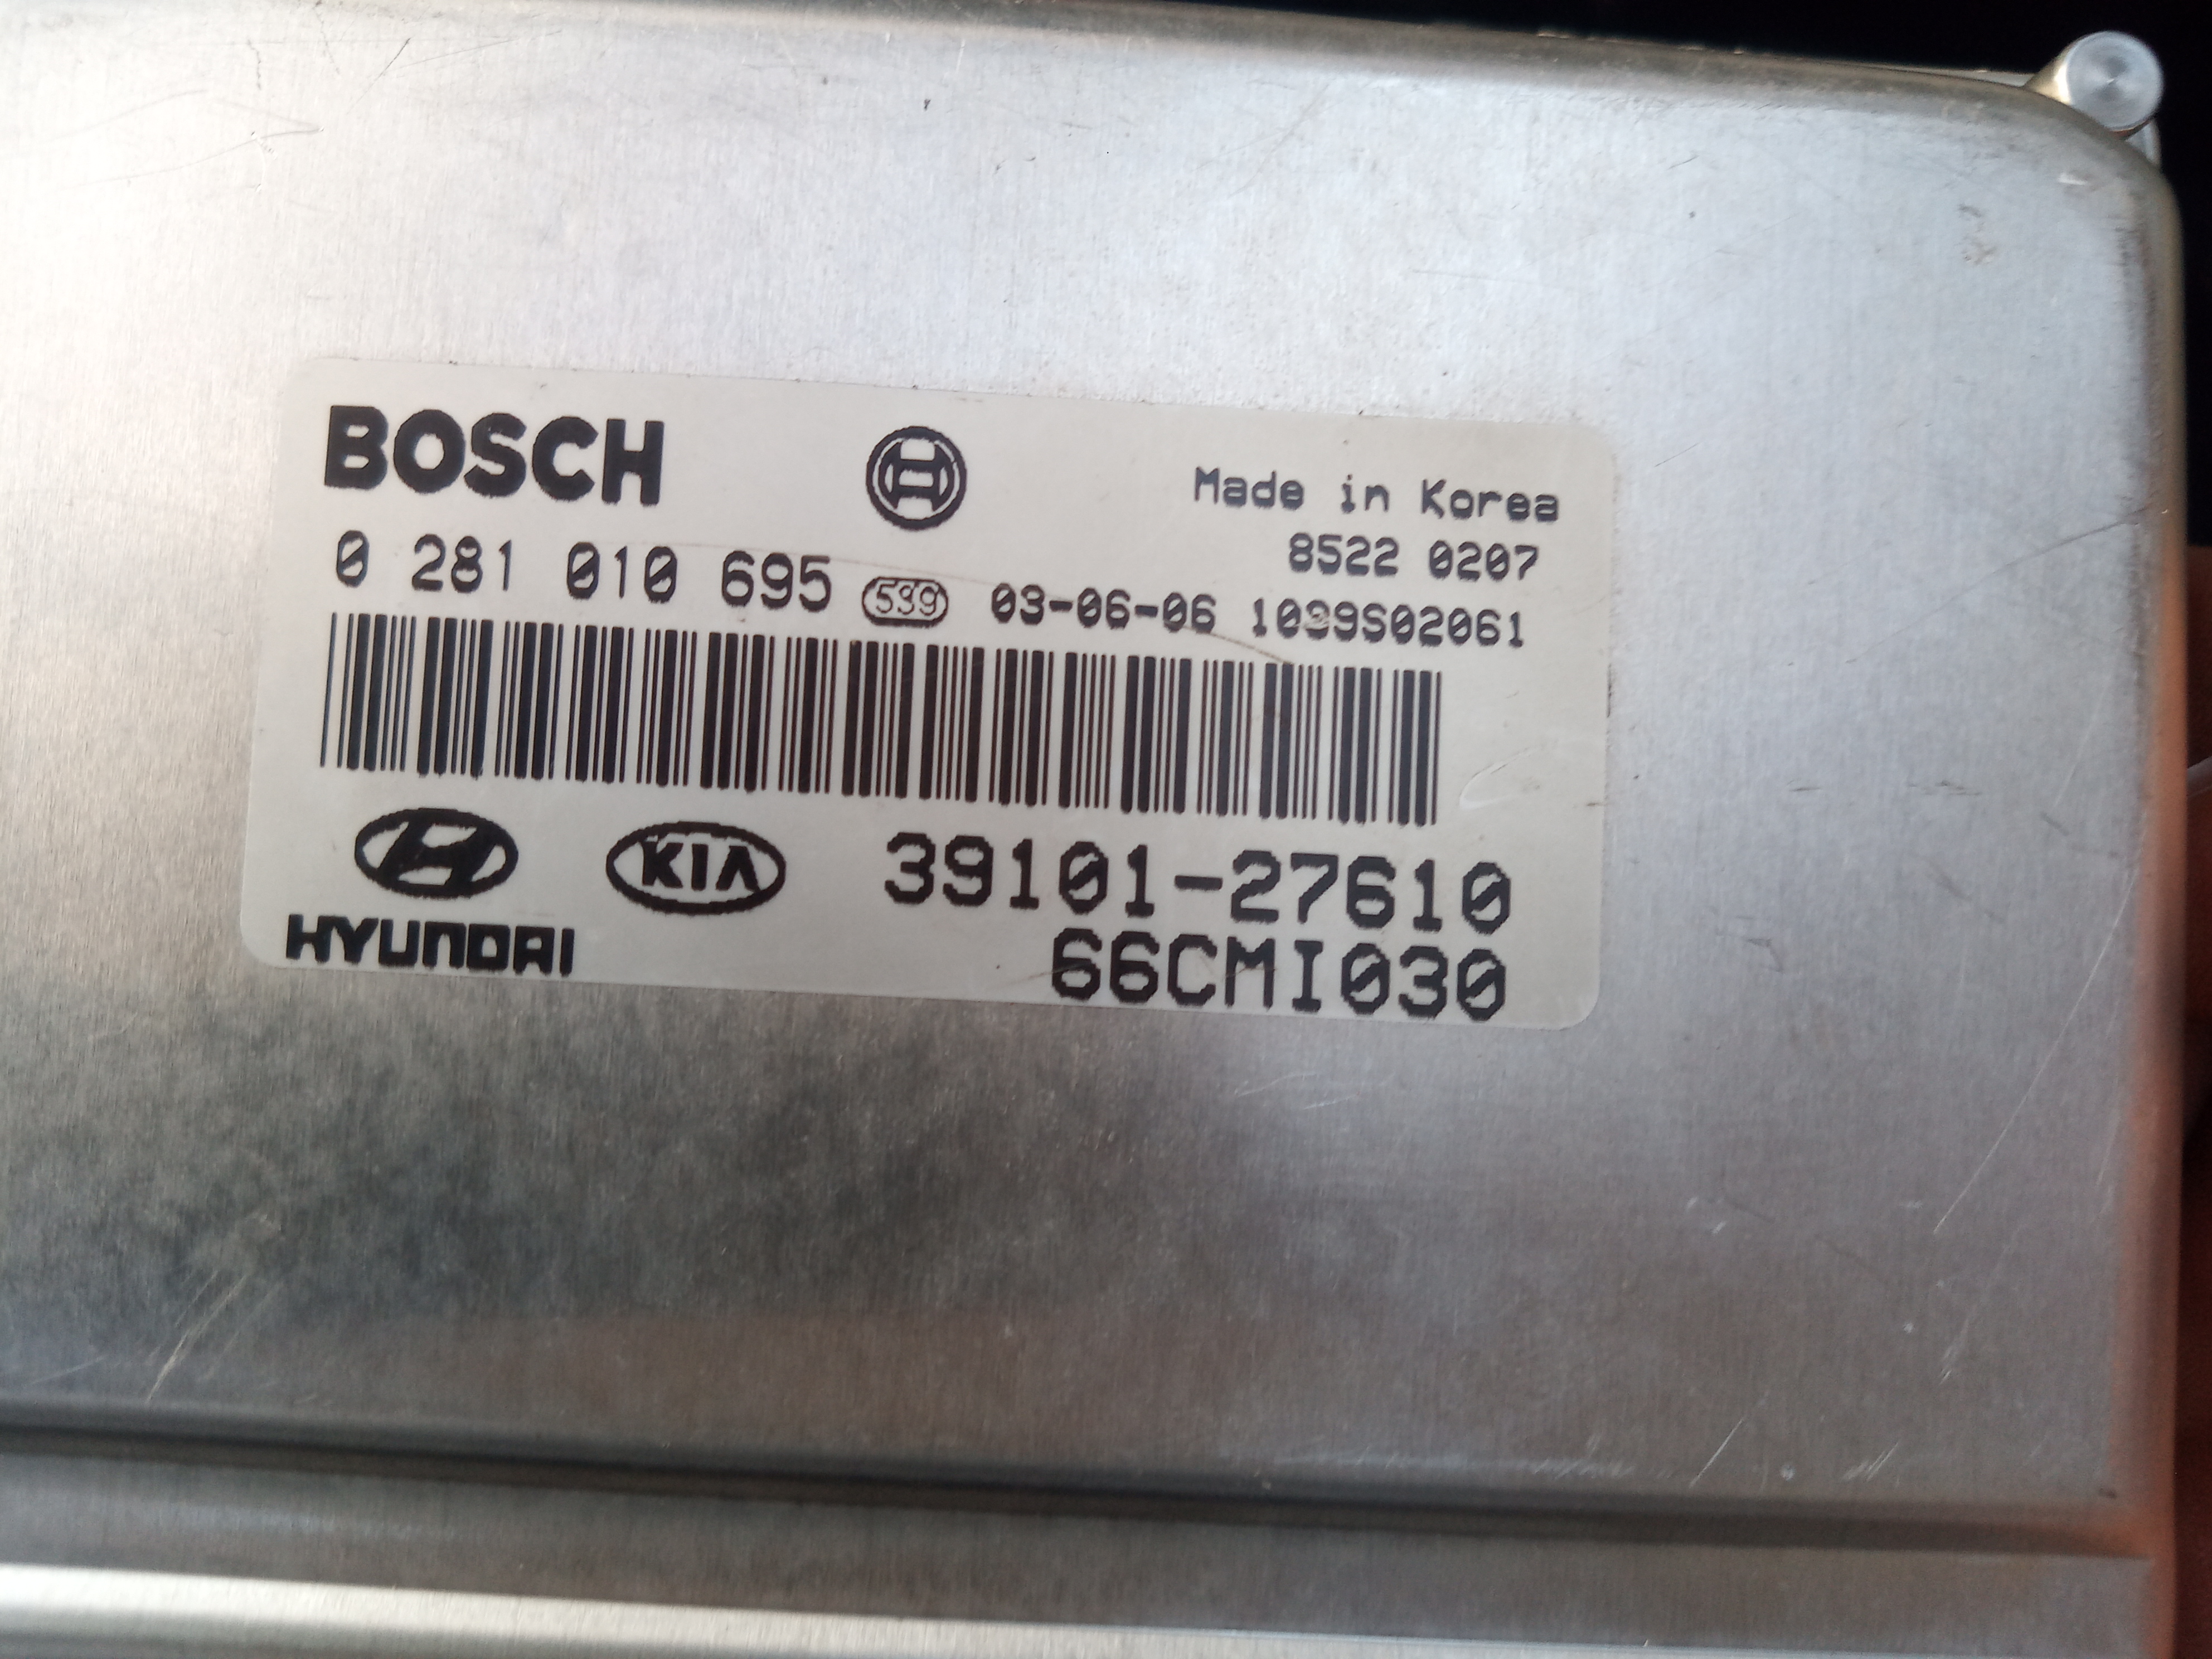 BOSCH
Made in Korea
8522 0207
0 281 010 695 539 03-06-06 1039S02061
KIA 39101-27610
HYUNDAI 66CMI030